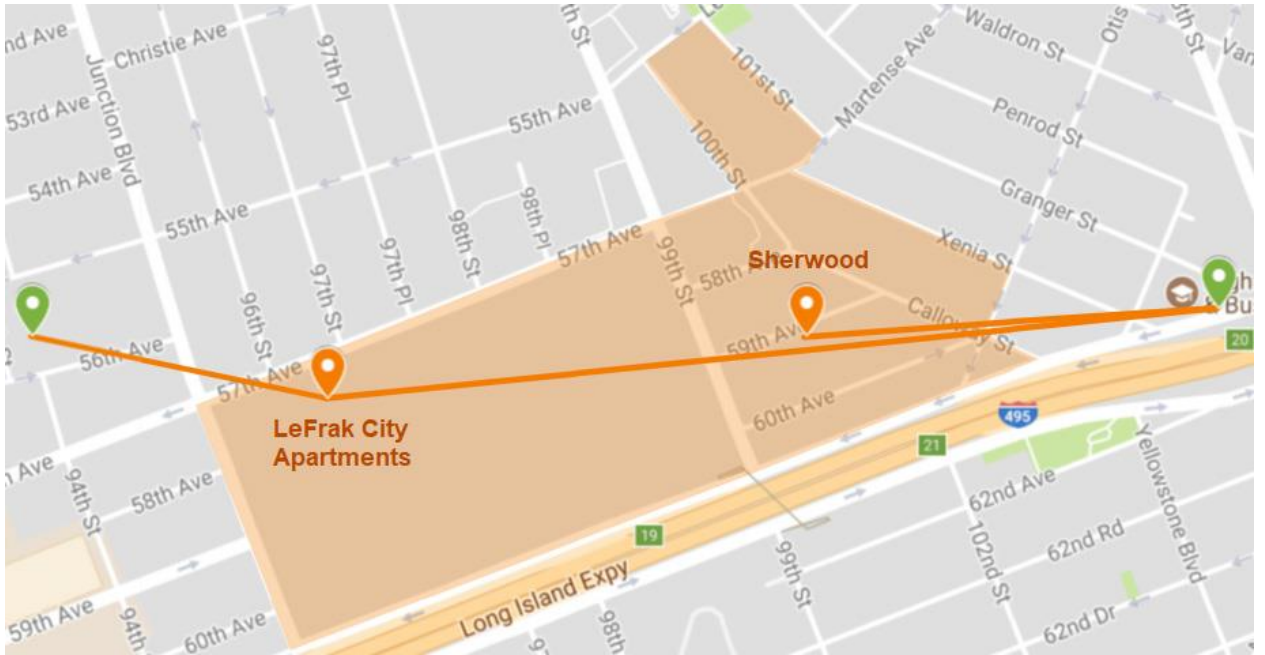 nd Ave
Christie Ave
97th Pl
th St
101st St
Martense Ave
Waldron St
Otis
Van
53rd Ave
Junction Blvd
55th Ave
Penrod St
54th Ave
100th St
Granger St
55th Ave
98th St
98th Pl
97th Pl
57th Ave
99th St
Xenia St
Sherwood
58th
96th St
97th St
Calloway St
59th Ave
56th Ave
57th Ave
20
LeFrak City
Apartments
60th Ave
495
21
Ave
94th St
58th Ave
62nd Ave
Yellowstone Blvd
19
62nd Rd
99th St
102nd St
Long Island Expy
59th Ave
94th
60th Ave
98th
97
62nd Dr